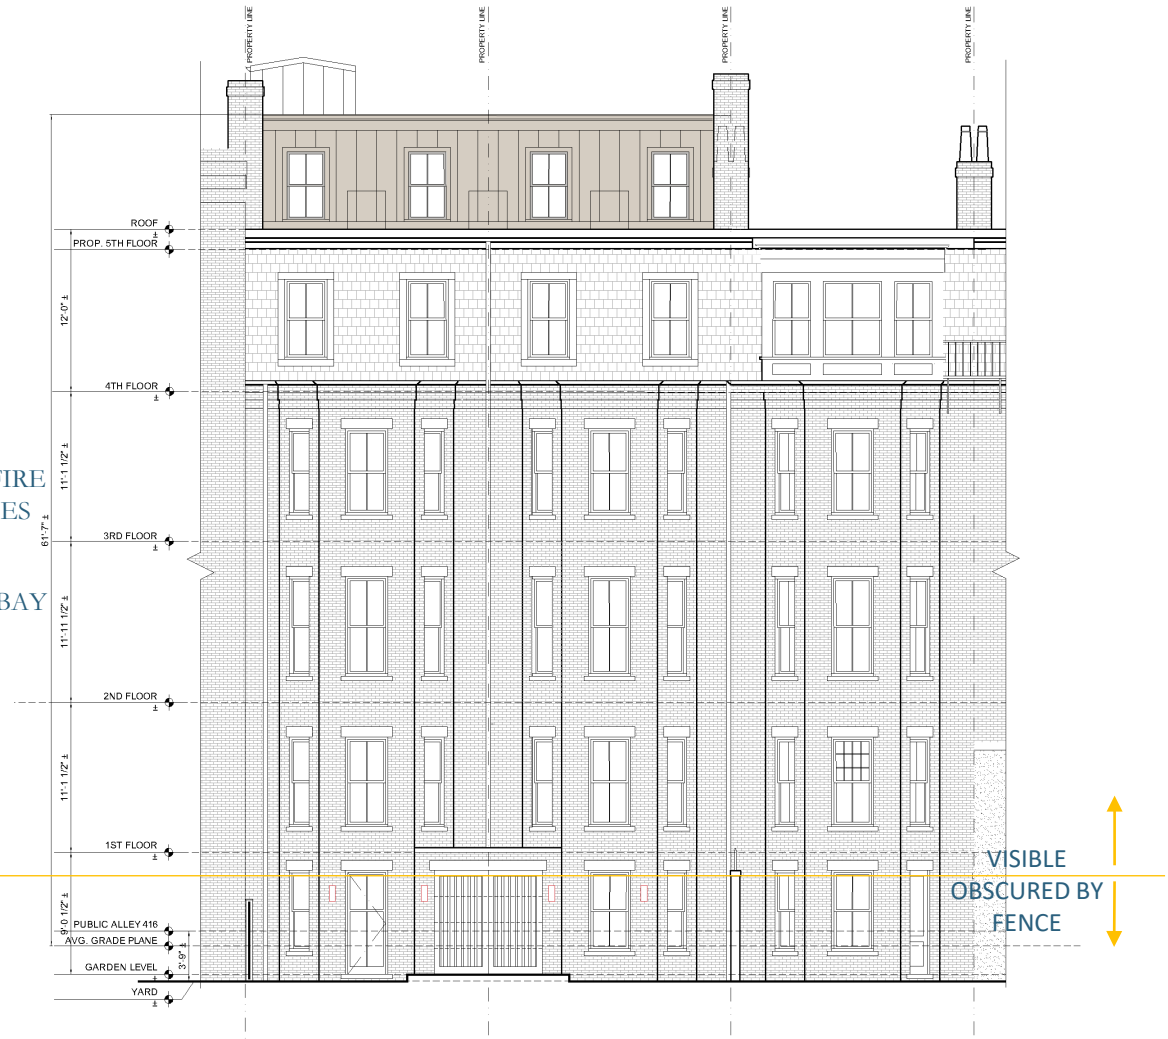 PROPERTY LINE
PROPERTY LINE
PROPERTY LINE
PROPERTY LINE
ROOF
±
PROP. 5TH FLOOR
12'-0" ±
4TH FLOOR
±
11'-1 1/2" ±
FIRE
ES
61'-7" ±
3RD FLOOR
±
BAY
11'-11 1/2" ±
2ND FLOOR
±
11'-1 1/2" ±
1ST FLOOR
±
VISIBLE
OBSCURED BY
FENCE
9'-0 1/2" ±
PUBLIC ALLEY 416
AVG. GRADE PLANE
3'-9" ±
GARDEN LEVEL
±
YARD
±